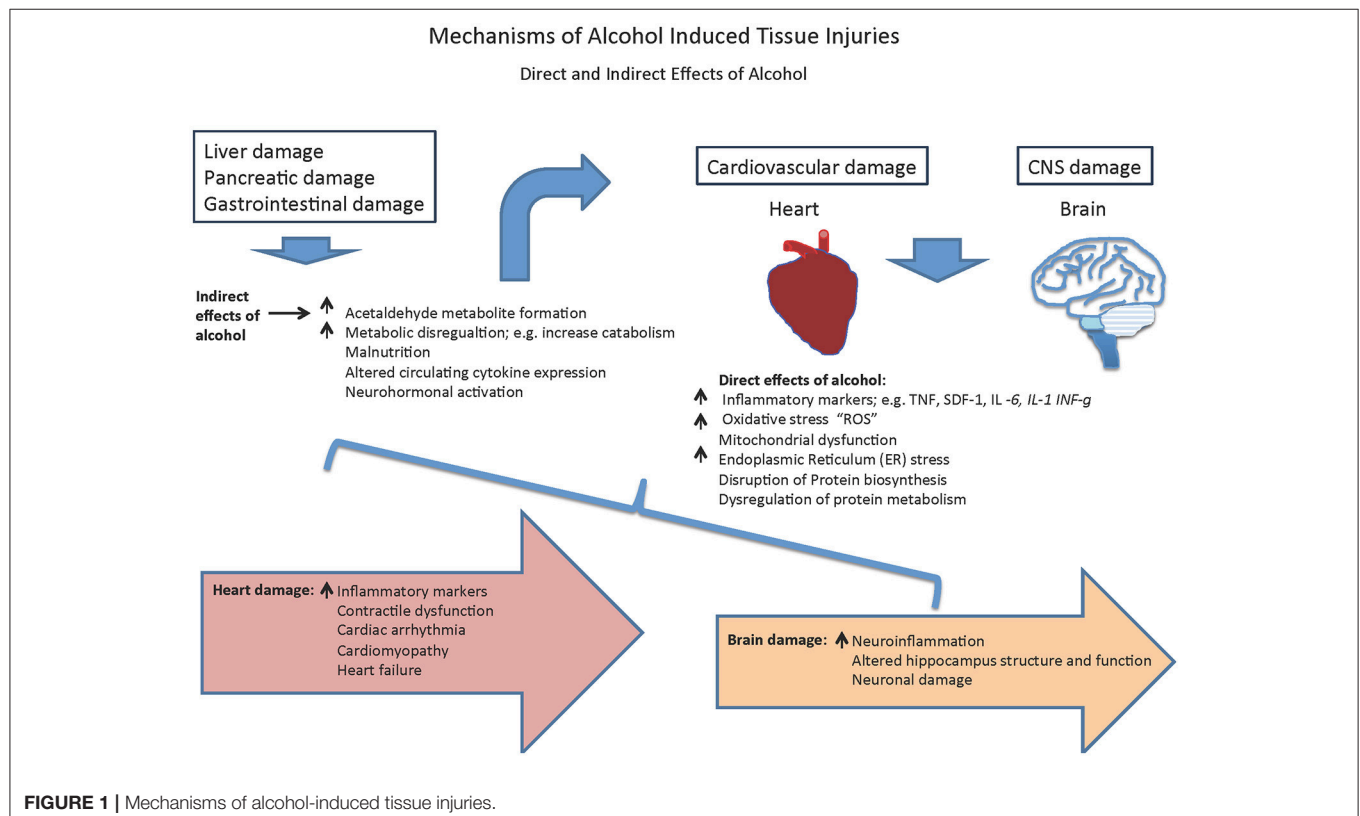 Mechanisms of Alcohol Induced Tissue Injuries
Direct and Indirect Effects of Alcohol
Liver damage
Pancreatic damage
Gastrointestinal damage
Indirect
effects of
alcohol
Acetaldehyde metabolite formation
Metabolic disregualtion; e.g. increase catabolism
Malnutrition
Altered circulating cytokine expression
Neurohormonal activation
Cardiovascular damage
Heart
CNS damage
Brain
Direct effects of alcohol:
Inflammatory markers; e.g. TNF, SDF-1, IL -6, IL-1 INF-g
Oxidative stress “ROS”
Mitochondrial dysfunction
Endoplasmic Reticulum (ER) stress
Disruption of Protein biosynthesis
Dysregulation of protein metabolism
Heart damage: Inflammatory markers
Contractile dysfunction
Cardiac arrhythmia
Cardiomyopathy
Heart failure
Brain damage: Neuroinflammation
Altered hippocampus structure and function
Neuronal damage
FIGURE 1 | Mechanisms of alcohol-induced tissue injuries.